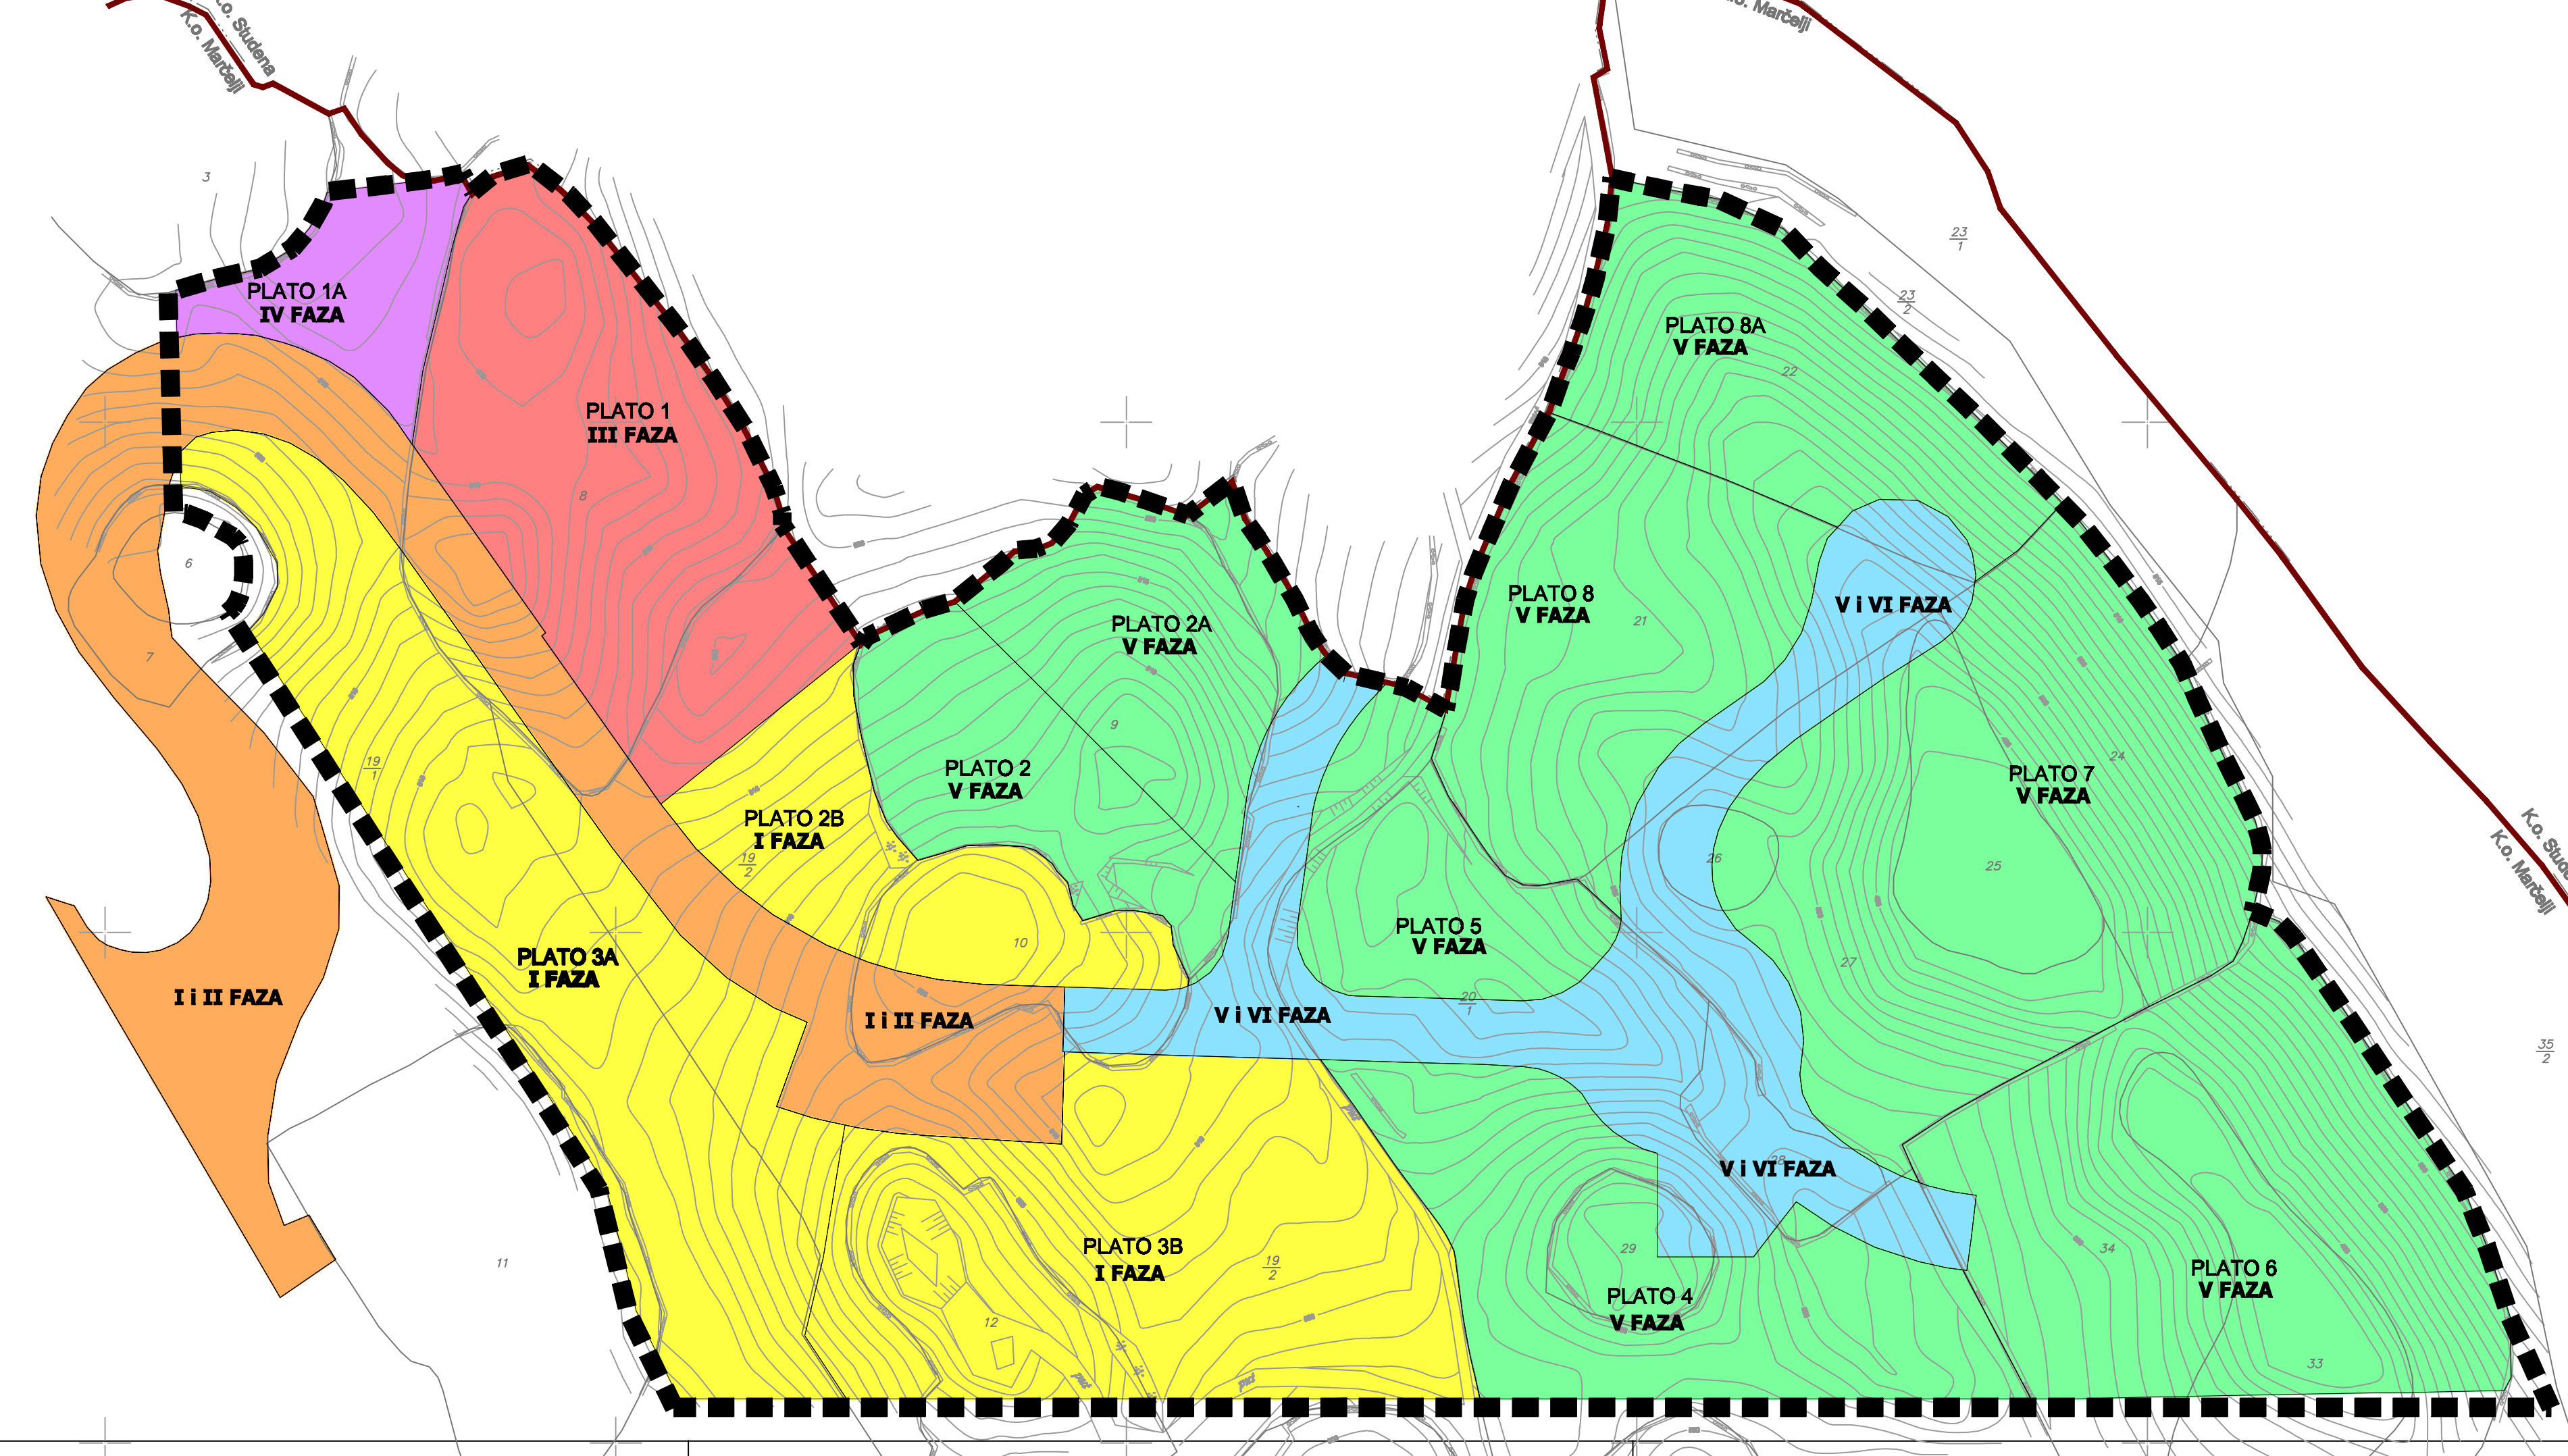 K.o. Studena
K.o. Marčelji
Marčelji
3
23
1
23
2
PLATO 1A
IV FAZA
PLATO 8A
V FAZA
22
PLATO 1
III FAZA
8
6
PLATO 8
V FAZA
21
V i VI FAZA
PLATO 2A
V FAZA
7
9
19
1
PLATO 2
V FAZA
PLATO 7
V FAZA
24
PLATO 2B
I FAZA
19
2
26
25
K.o. Marčelji
PLATO 5
V FAZA
10
27
PLATO 3A
I FAZA
I i II FAZA
I i II FAZA
V i VI FAZA
20
1
35
2
put
V i VI FAZA
28
PLATO 3B
I FAZA
19
2
29
34
11
PLATO 4
V FAZA
PLATO 6
V FAZA
12
33
put
put